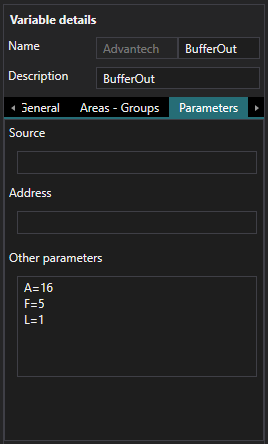 Variable details
Name Advantech BufferOut
Description BufferOut
General Areas - Groups Parameters
Source
Address
Other parameters
A=16
F=5
L=1